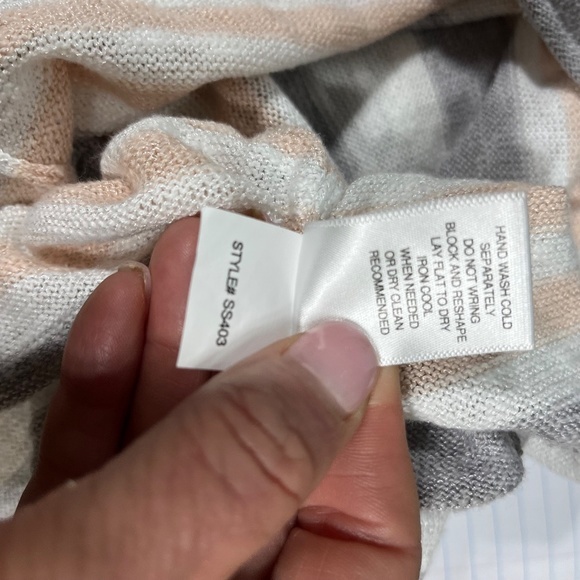 HAND WASH COLD
SEPARATELY
DO NOT WRING
BLOCK AND RESHAPE
LAY FLAT TO DRY
IRON COOL
WHEN NEEDED
OR DRY CLEAN
RECOMMENDED
STYLE# SS403